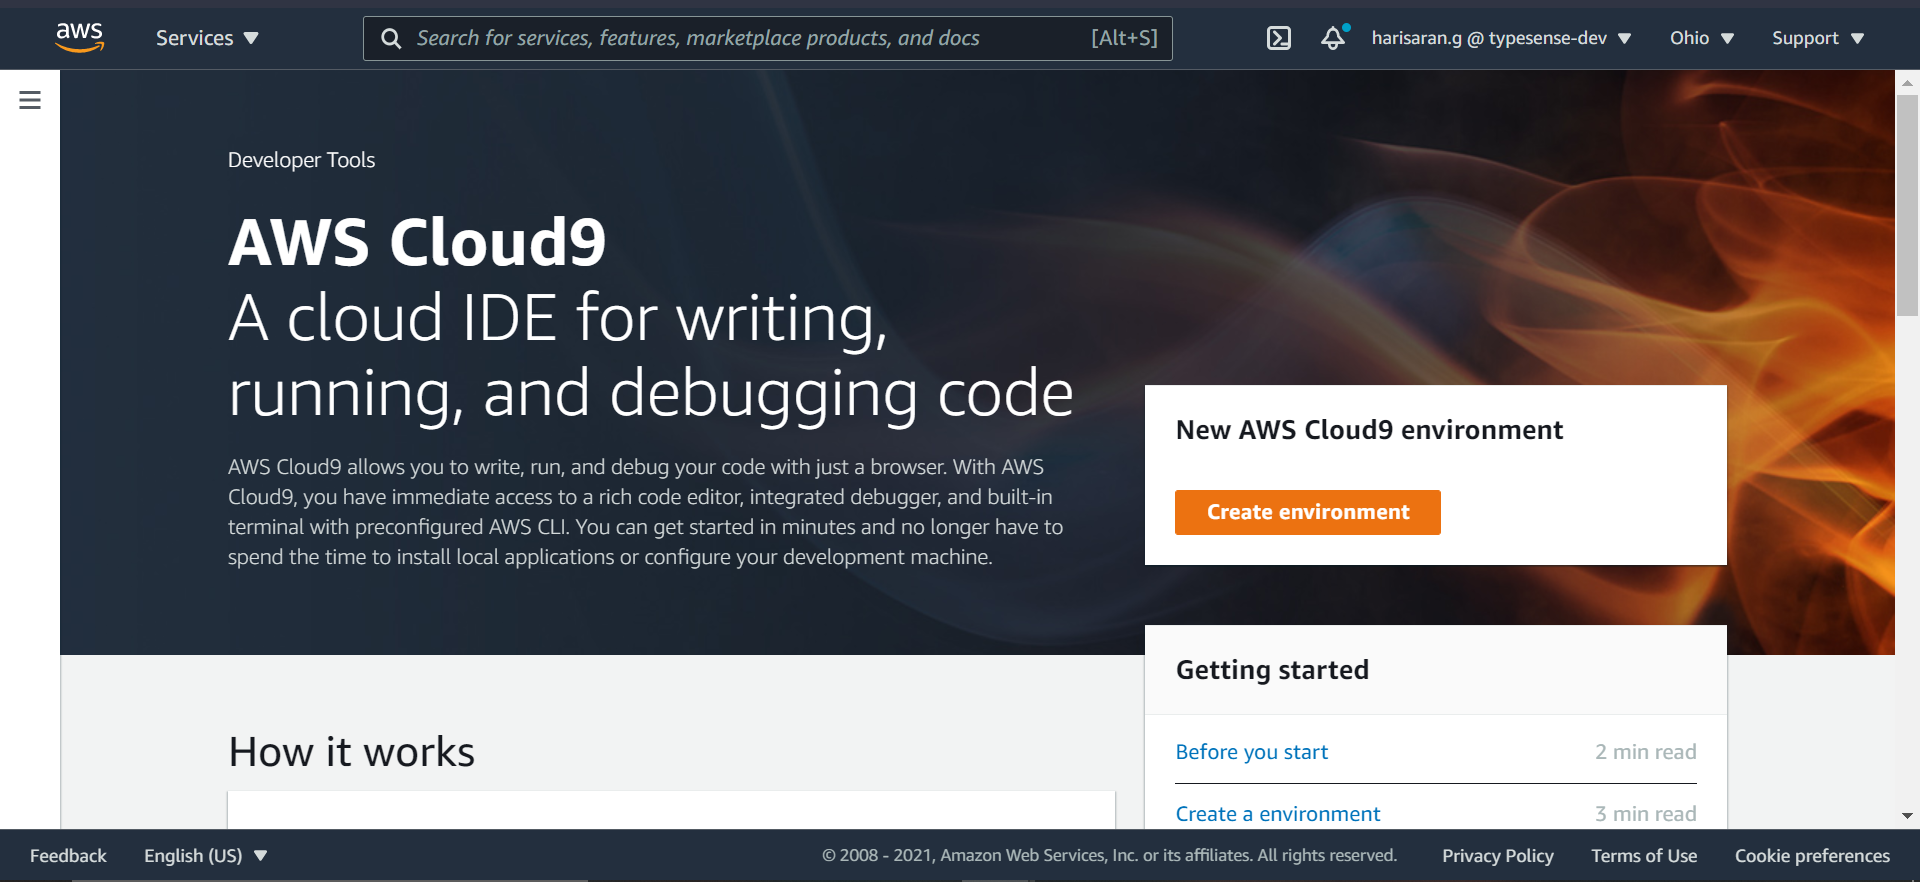 aws
Services
Search for services, features, marketplace products, and docs [Alt+S]
harisaran.g @ typesense-dev
Ohio
Support
Developer Tools
AWS Cloud9
A cloud IDE for writing,
running, and debugging code
AWS Cloud9 allows you to write, run, and debug your code with just a browser. With AWS
Cloud9, you have immediate access to a rich code editor, integrated debugger, and built-in
terminal with preconfigured AWS CLI. You can get started in minutes and no longer have to
spend the time to install local applications or configure your development machine.
New AWS Cloud9 environment
Create environment
Getting started
Before you start 2 min read
Create a environment 3 min read
How it works
Feedback
English (US)
© 2008 - 2021, Amazon Web Services, Inc. or its affiliates. All rights reserved.
Privacy Policy
Terms of Use
Cookie preferences